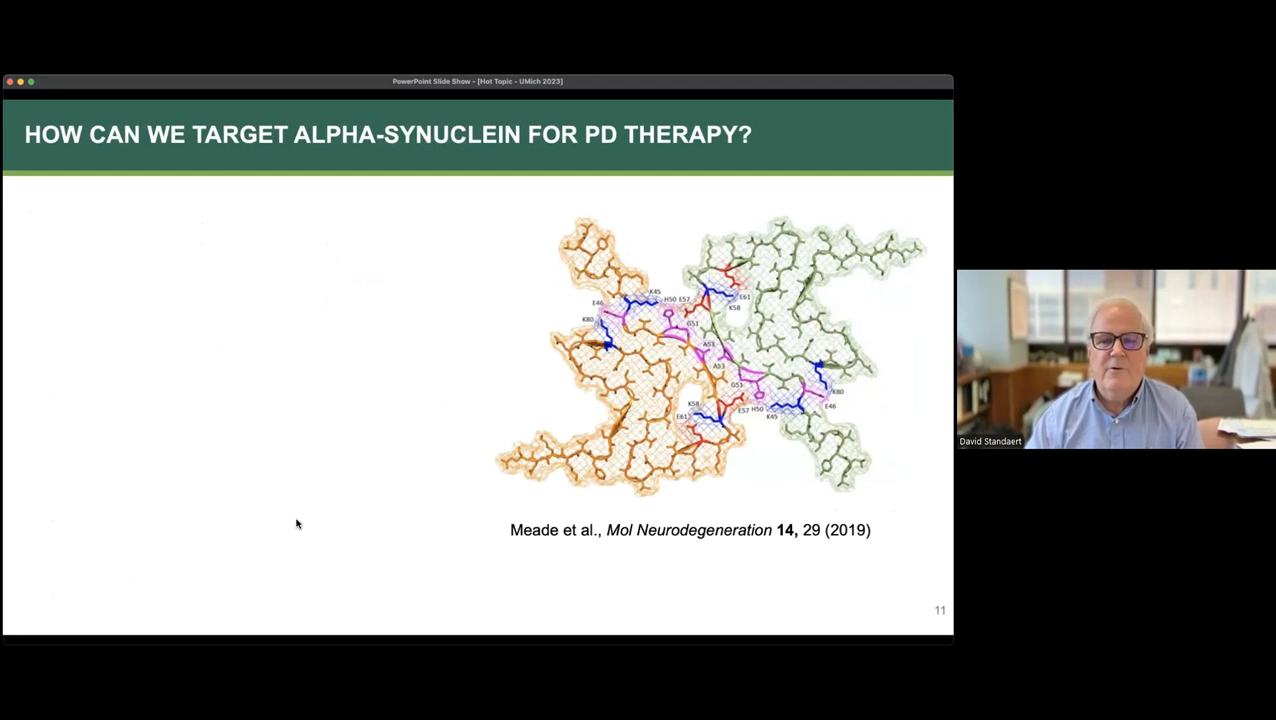 PowerPoint Slide Show - [Hot Topic - UMich 2023]
HOW CAN WE TARGET ALPHA-SYNUCLEIN FOR PD THERAPY?
K45
H50 E57
E61
E46
K58
K80
G51
A53
A53
G51
K80
K58
E61
E57 H50
K45
E46
Meade et al., Mol Neurodegeneration 14, 29 (2019)
11
David Standaert